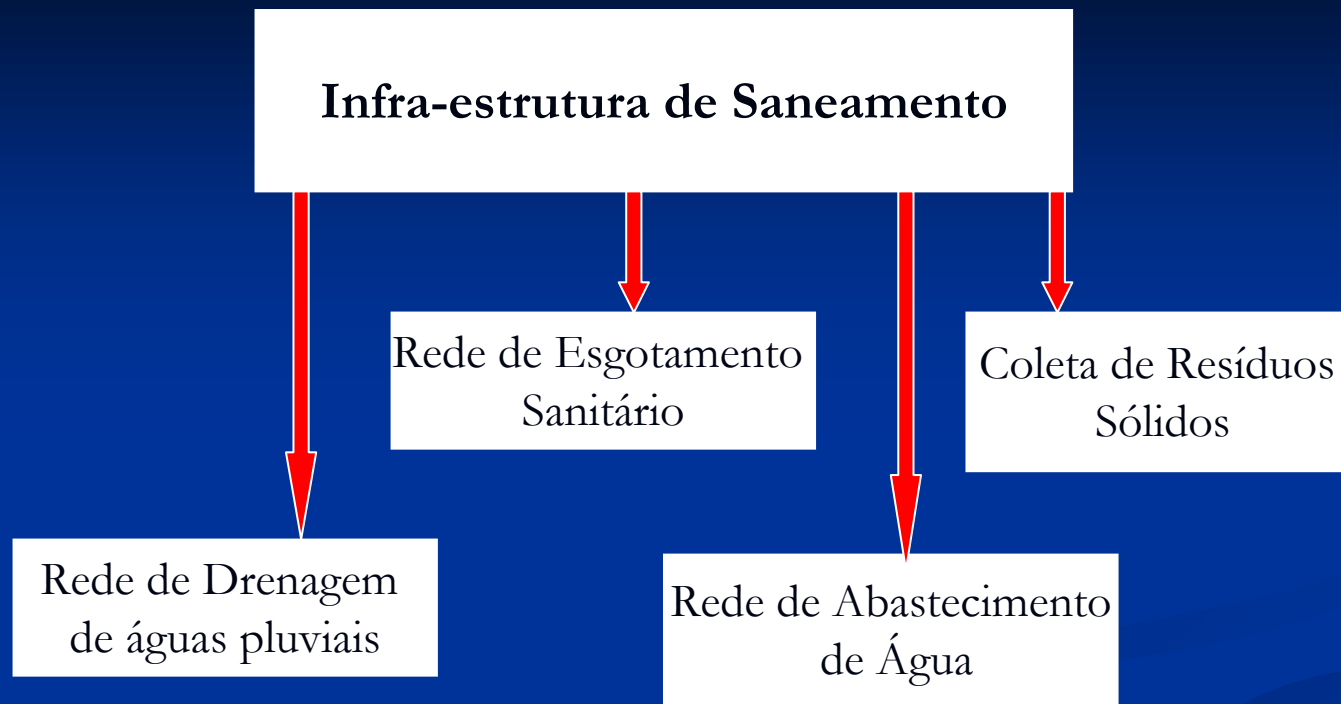 Infra-estrutura de Saneamento
Rede de Esgotamento
Sanitário
Coleta de Resíduos
Sólidos
Rede de Drenagem
de águas pluviais
Rede de Abastecimento
de Água